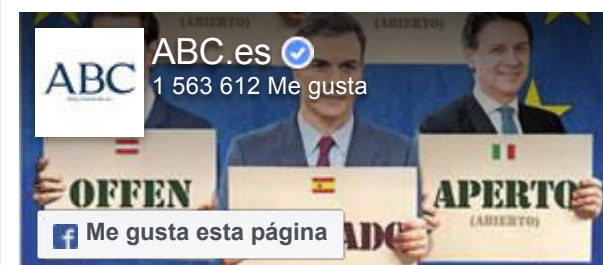 (ABIERTO)
(ABIERTO)
ABC
ABC.es
1 563 612 Me gusta
OFFEN
ADO
APERTO
(ABIERTO)
f Me gusta esta página